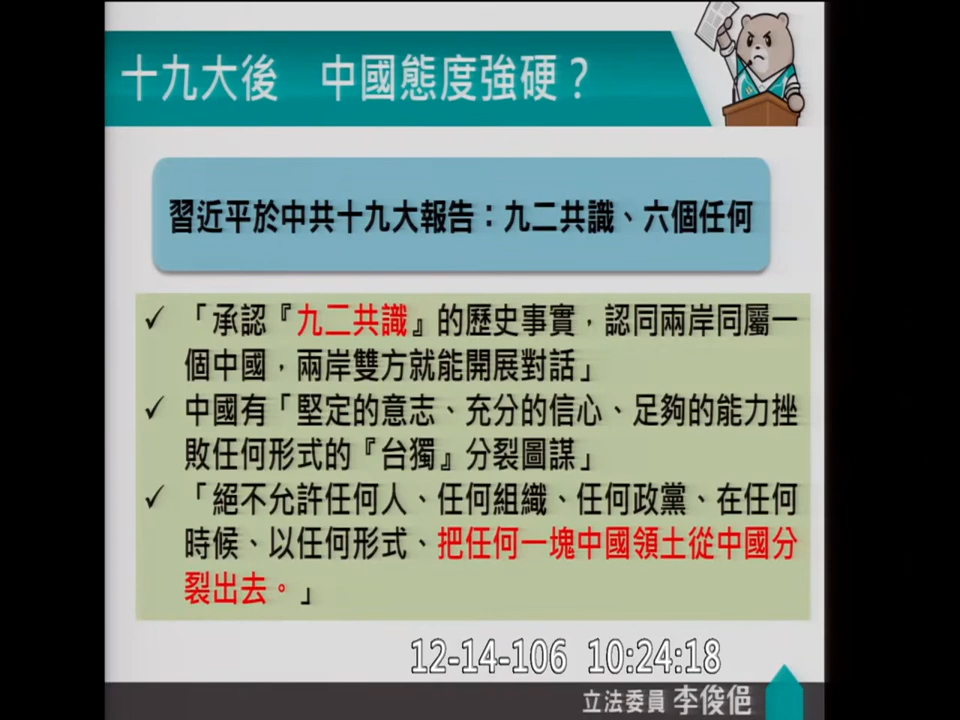 十九大後　中國態度強硬？
習近平於中共十九大報告：九二共識、六個任何
✓ 「承認『九二共識』的歷史事實，認同兩岸同屬一
個中國，兩岸雙方就能開展對話」
✓ 中國有「堅定的意志、充分的信心、足夠的能力挫
敗任何形式的『台獨』分裂圖謀」
✓ 「絕不允許任何人、任何組織、任何政黨、在任何
時候、以任何形式、把任何一塊中國領土從中國分
裂出去。」
12-14-106 10:24:18
立法委員 李俊俋